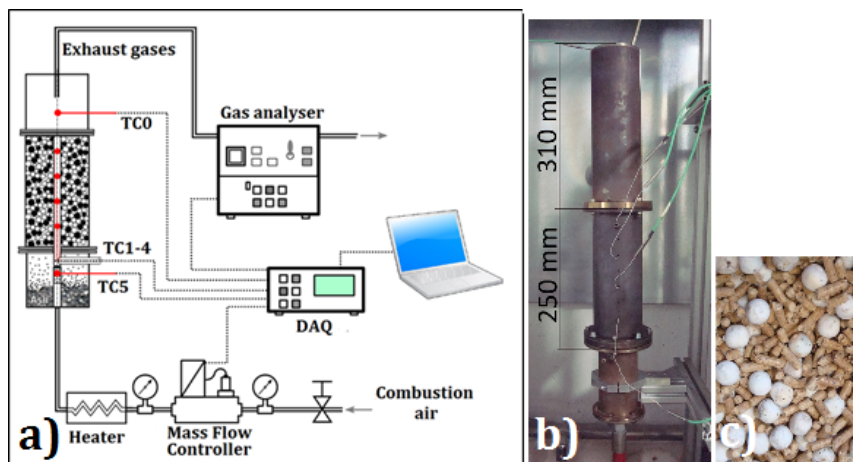 Exhaust gases
TC0
Gas analyser
TC1-4
TC5
Ash
DAQ
Combustion
air
Heater
Mass Flow
Controller
a)
310 mm
250 mm
b)
c)